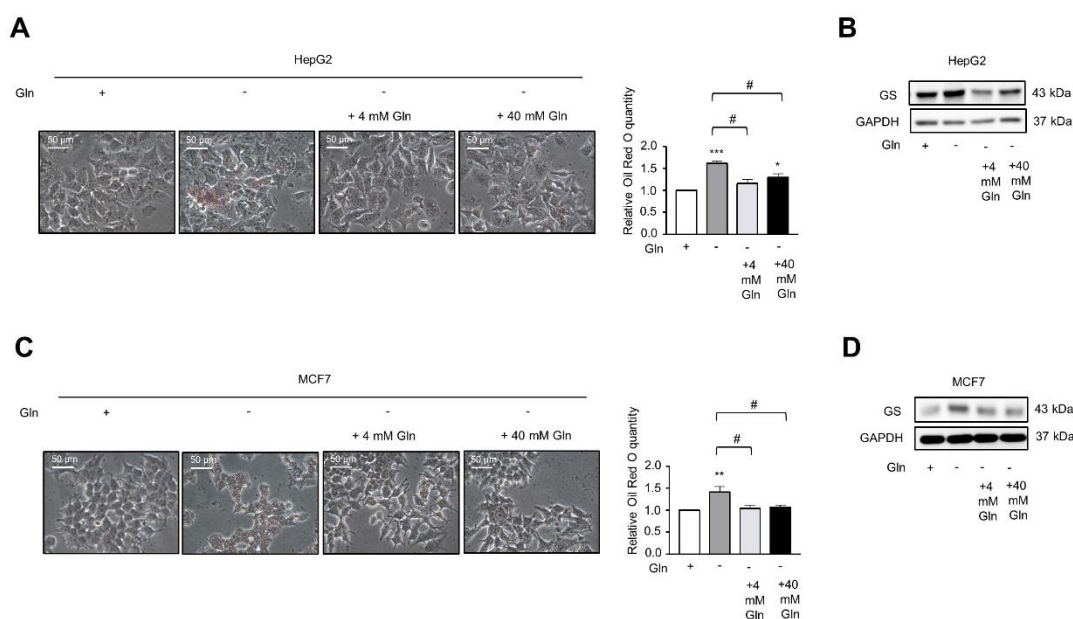 A
HepG2
Gln + - - -
+ 4 mM Gln + 40 mM Gln
50 µm 50 µm 50 µm 50 µm
Relative Oil Red O quantity
2.0
1.5
1.0
0.5
0.0
#
#
***
*
Gln + - - -
+4 +40
mM mM
Gln Gln
B
HepG2
GS 43 kDa
GAPDH 37 kDa
Gln + - - -
+4 +40
mM mM
Gln Gln
C
MCF7
Gln + - - -
+ 4 mM Gln + 40 mM Gln
50 µm 50 µm 50 µm 50 µm
Relative Oil Red O quantity
2.0
1.5
1.0
0.5
0.0
#
#
**
Gln + - - -
+4 +40
mM mM
Gln Gln
D
MCF7
GS 43 kDa
GAPDH 37 kDa
Gln + - - -
+4 +40
mM mM
Gln Gln